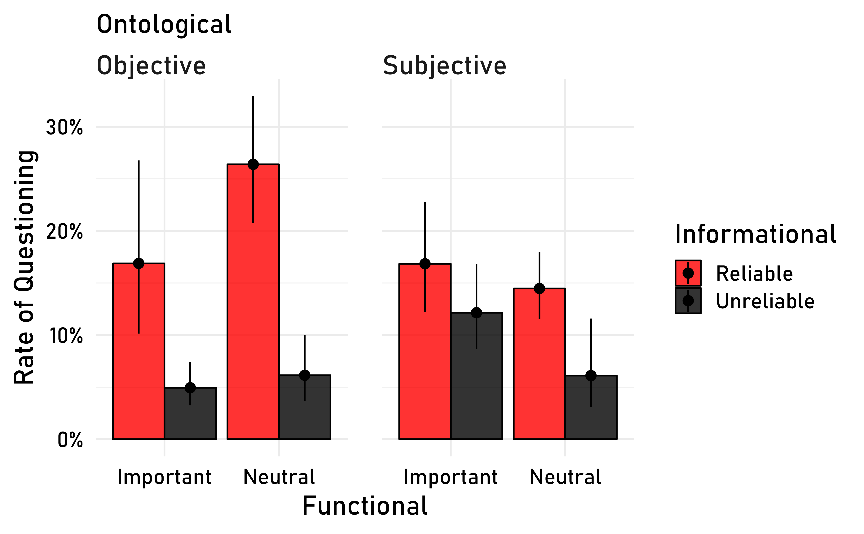 Ontological
Objective
Subjective
Rate of Questioning
30%
20%
10%
0%
Important
Neutral
Important
Neutral
Functional
Informational
Reliable
Unreliable